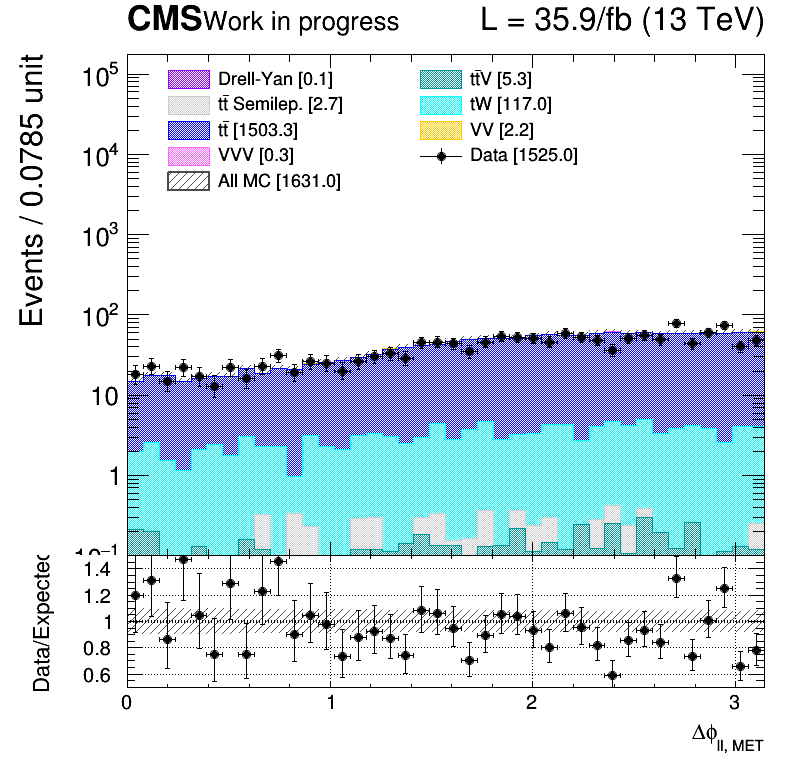 CMS Work in progress L = 35.9/fb (13 TeV)
Events / 0.0785 unit
10⁵
10⁴
10³
10²
10
1
10⁻¹
Drell-Yan [0.1]
tt̄ Semilep. [2.7]
tt̄ [1503.3]
VVV [0.3]
All MC [1631.0]
tt̄V [5.3]
tW [117.0]
VV [2.2]
Data [1525.0]
Data/Expected
1.4
1.2
1
0.8
0.6
0 1 2 3
Δϕll, MET